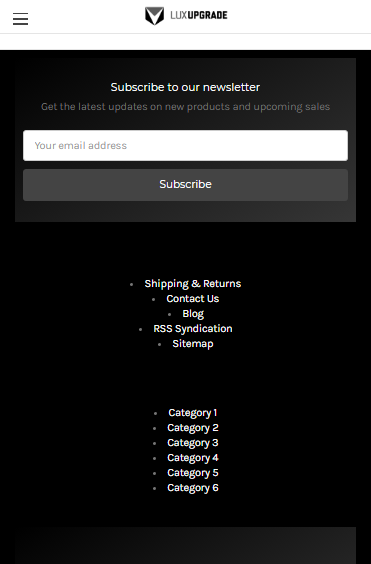 LUXUPGRADE
Subscribe to our newsletter
Get the latest updates on new products and upcoming sales
Your email address
Subscribe
Shipping & Returns
Contact Us
Blog
RSS Syndication
Sitemap
Category 1
Category 2
Category 3
Category 4
Category 5
Category 6